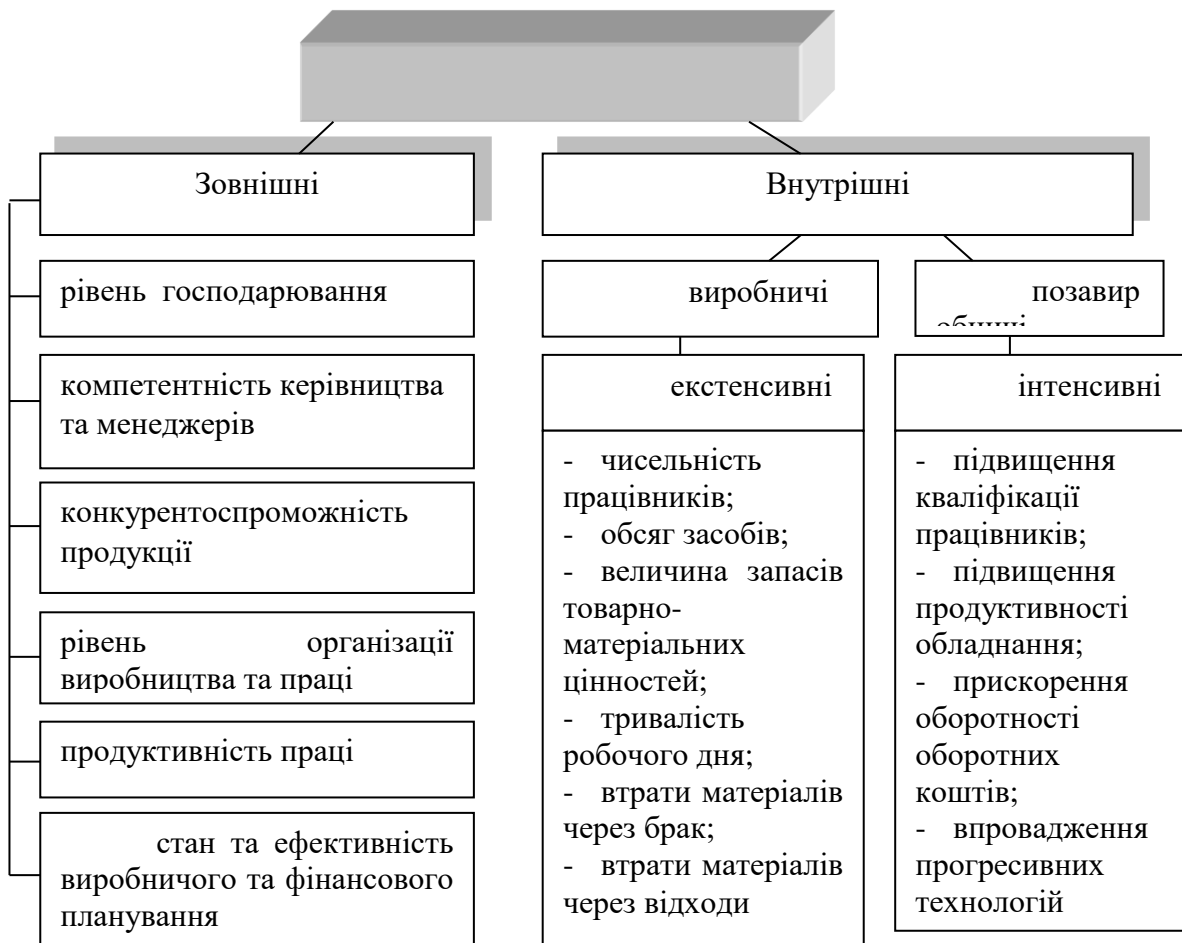 Зовнішні
рівень господарювання
компетентність керівництва
та менеджерів
конкурентоспроможність
продукції
рівень організації
виробництва та праці
продуктивність праці
стан та ефективність
виробничого та фінансового
планування
Внутрішні
виробничі
екстенсивні
- чисельність
працівників;
- обсяг засобів;
- величина запасів
товарно-
матеріальних
цінностей;
- тривалість
робочого дня;
- втрати матеріалів
через брак;
- втрати матеріалів
через відходи
позавир
обничі
інтенсивні
- підвищення
кваліфікації
працівників;
- підвищення
продуктивності
обладнання;
- прискорення
оборотності
оборотних
коштів;
- впровадження
прогресивних
технологій